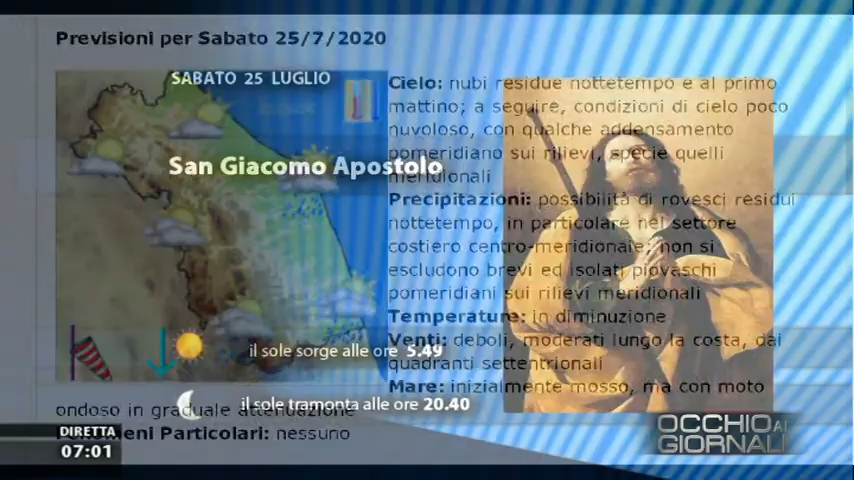 Previsioni per Sabato 25/7/2020
SABATO 25 LUGLIO
San Giacomo Apostolo
Cielo: nubi residue nottetempo e al primo
mattino; a seguire, condizioni di cielo poco
nuvoloso, con qualche addensamento
pomeridiano sui rilievi, specie quelli
meridionali
Precipitazioni: possibilità di rovesci residui
nottetempo, in particolare nel settore
costiero centro-meridionale; non si
escludono brevi ed isolati piovaschi
pomeridiani sui rilievi meridionali
Temperature: in diminuzione
Venti: deboli, moderati lungo la costa, dai
quadranti settentrionali
Mare: inizialmente mosso, ma con moto
ondoso in graduale attenuazione
Fenomeni Particolari: nessuno
il sole sorge alle ore 5.49
il sole tramonta alle ore 20.40
DIRETTA
07:01
OCCHIO AI
GIORNALI